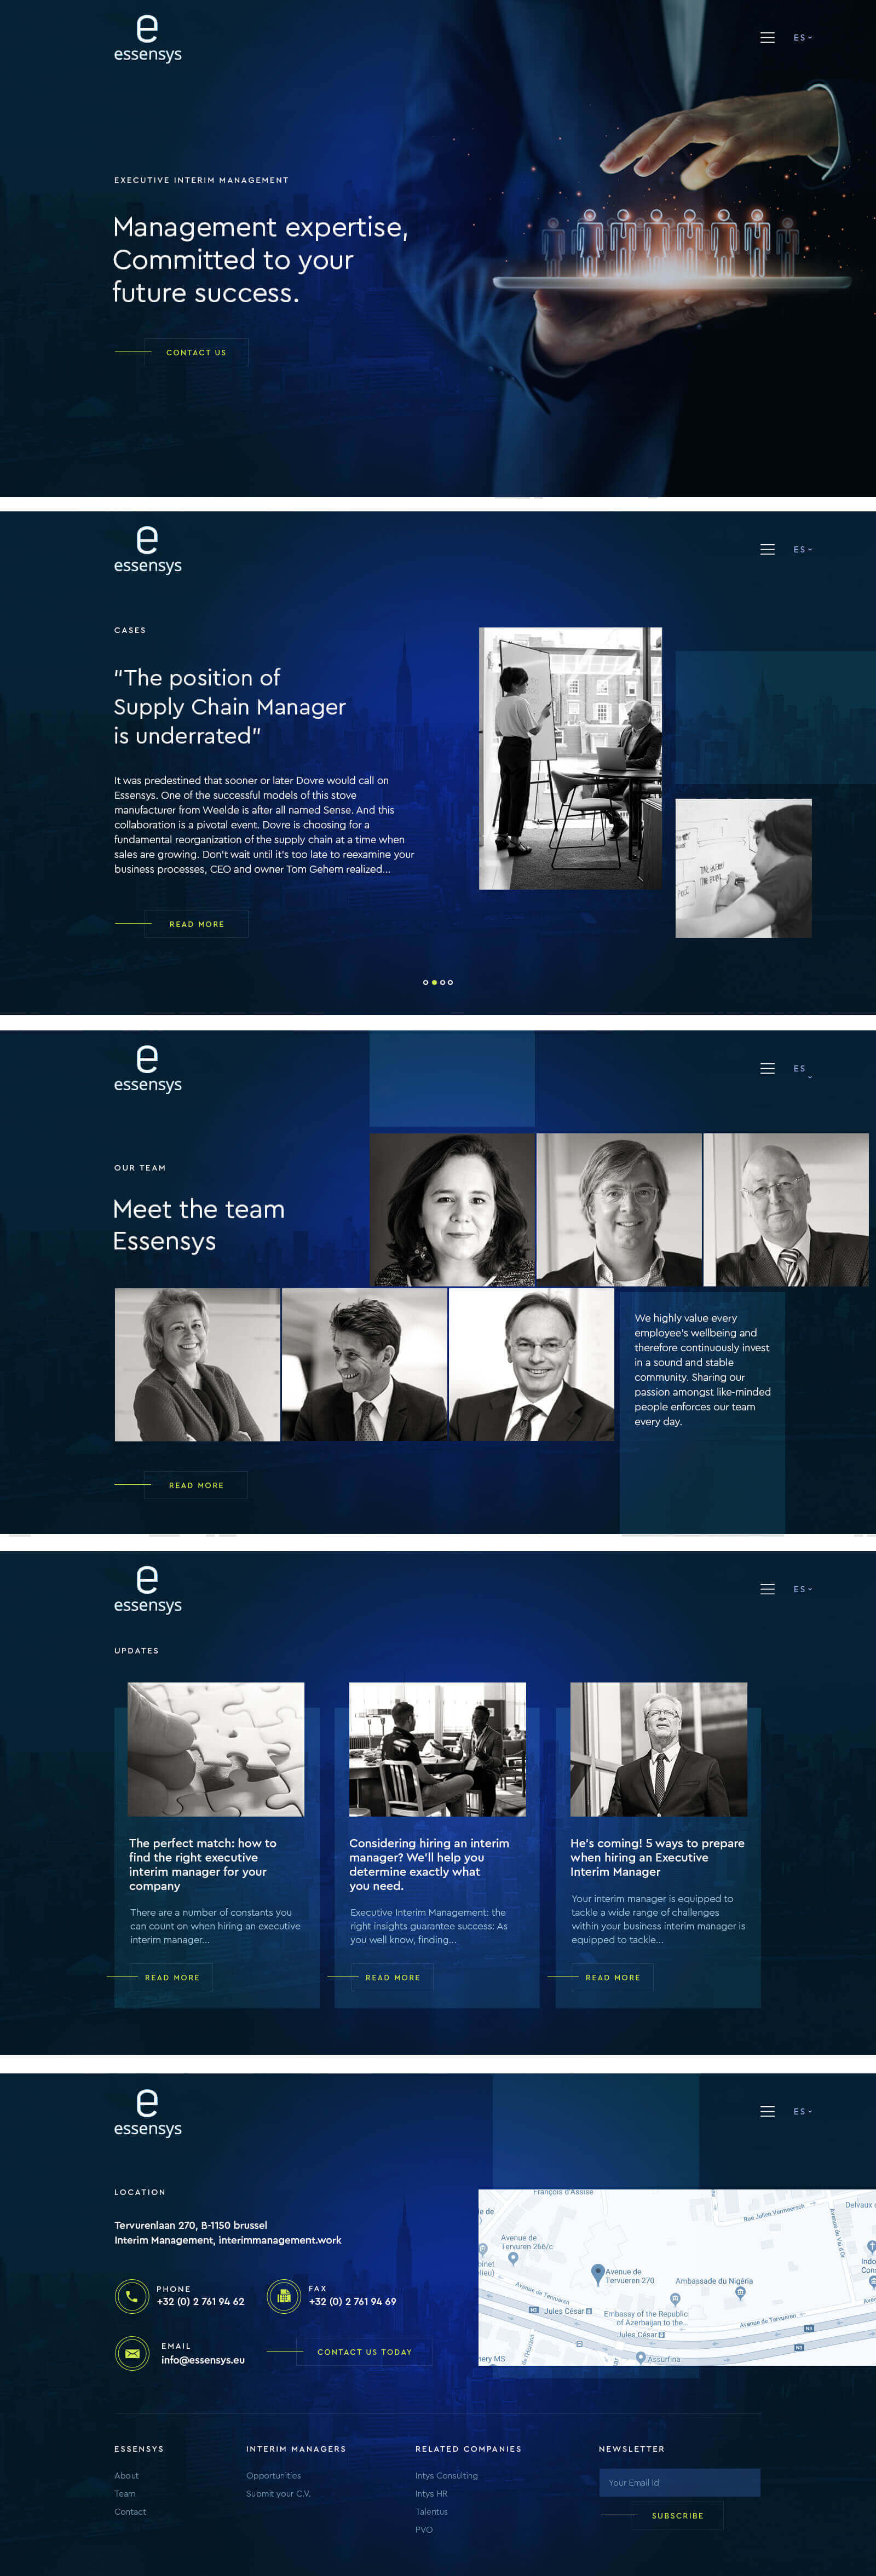 essensys
ES
EXECUTIVE INTERIM MANAGEMENT
Management expertise,
Committed to your
future success.
CONTACT US
essensys
ES
CASES
“The position of
Supply Chain Manager
is underrated”
It was predestined that sooner or later Dovre would call on
Essensys. One of the successful models of this stove
manufacturer from Weelde is after all named Sense. And this
collaboration is a pivotal event. Dovre is choosing for a
fundamental reorganization of the supply chain at a time when
sales are growing. Don't wait until it's too late to reexamine your
business processes, CEO and owner Tom Gehem realized...
READ MORE
essensys
ES
OUR TEAM
Meet the team
Essensys
We highly value every
employee's wellbeing and
therefore continuously invest
in a sound and stable
community. Sharing our
passion amongst like-minded
people enforces our team
every day.
READ MORE
essensys
ES
UPDATES
The perfect match: how to
find the right executive
interim manager for your
company
There are a number of constants you
can count on when hiring an executive
interim manager...
READ MORE
Considering hiring an interim
manager? We'll help you
determine exactly what
you need.
Executive Interim Management: the
right insights guarantee success: As
you well know, finding...
READ MORE
He's coming! 5 ways to prepare
when hiring an Executive
Interim Manager
Your interim manager is equipped to
tackle a wide range of challenges
within your business interim manager is
equipped to tackle...
READ MORE
essensys
ES
LOCATION
Tervurenlaan 270, B-1150 brussel
Interim Management, interimmanagement.work
PHONE
+32 (0) 2 761 94 62
FAX
+32 (0) 2 761 94 69
EMAIL
info@essensys.eu
CONTACT US TODAY
François d'Assise
Rue Julien Vermeersch
Delvaux
Avenue du Val d'Or
Avenue de
Tervuren 266/c
Avenue de
Tervueren 270
Ambassade du Nigéria
Avenue de Tervueren
N3
Jules César
Embassy of the Republic
of Azerbaijan to the...
Avenue de Tervueren
N3
Jules César
N3
Assurfina
ESSENSYS
About
Team
Contact
INTERIM MANAGERS
Opportunities
Submit your C.V.
RELATED COMPANIES
Intys Consulting
Intys HR
Talentus
PVO
NEWSLETTER
Your Email Id
SUBSCRIBE